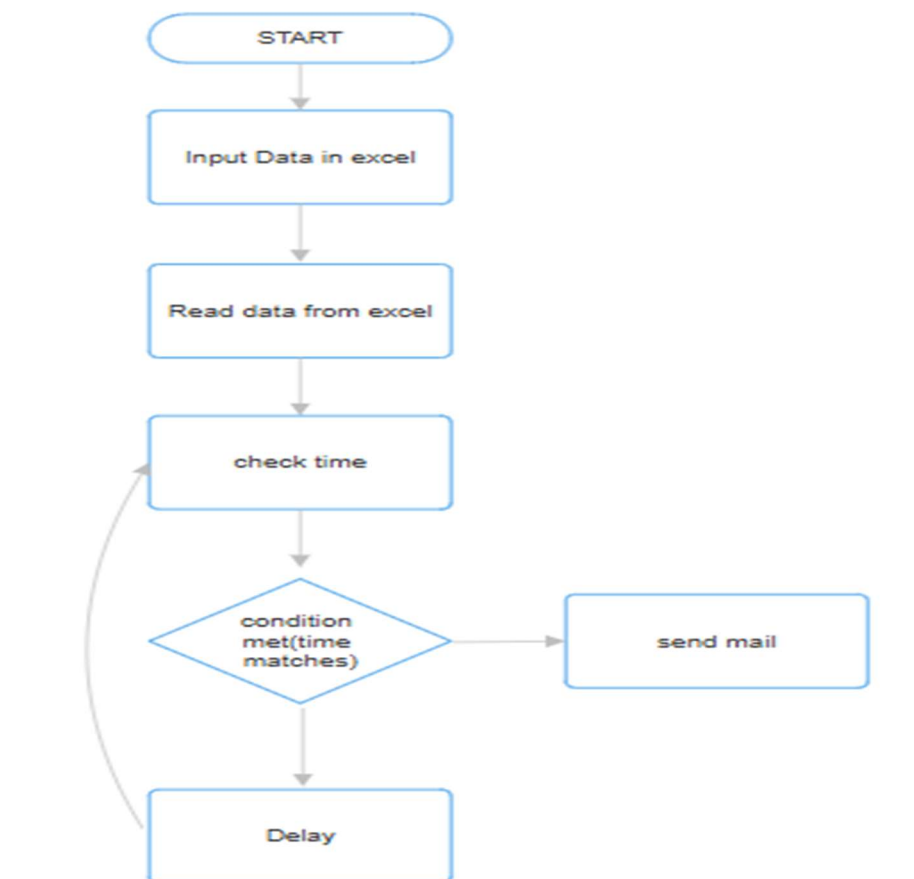 START
Input Data in excel
Read data from excel
check time
condition
met(time
matches)
send mail
Delay